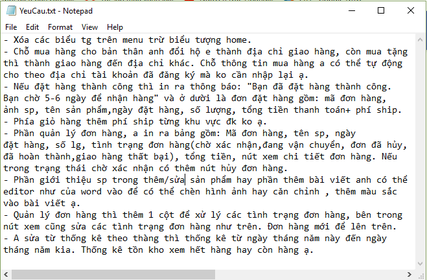 YeuCau.txt - Notepad
File Edit Format View Help
- Xóa các biểu tg trên menu trừ biểu tượng home.
- Chỗ mua hàng cho bản thân anh đổi hộ e thành địa chỉ giao hàng, còn mua tặng
thì thành giao hàng đến địa chỉ khác. Chỗ thông tin mua hàng a có thể tự động
cho theo địa chỉ tài khoản đã đăng ký mà ko cần nhập lại ạ.
- Nếu đặt hàng thành công thì in ra thông báo: "Bạn đã đặt hàng thành công.
Bạn chờ 5-6 ngày để nhận hàng" và ở dưới là đơn đặt hàng gồm: mã đơn hàng,
ảnh sp, tên sản phẩm,ngày đặt hàng, số lượng, tổng tiền thanh toán+ phí ship.
- Phía giỏ hàng thêm phí ship từng khu vực đk ko ạ.
- Phần quản lý đơn hàng, a in ra bảng gồm: Mã đơn hàng, tên sp, ngày
đặt hàng, số lg, tình trạng đơn hàng(chờ xác nhận,đang vận chuyển, đơn đã hủy,
đã hoàn thành,giao hàng thất bại), tổng tiền, nút xem chi tiết đơn hàng. Nếu
trong trạng thái chờ xác nhận có thêm nút hủy đơn hàng.
- Phần giới thiệu sp trong thêm/sửa sản phẩm hay phần thêm bài viết anh có thể
editor như của word vào để có thể chèn hình ảnh hay căn chỉnh , thêm màu sắc
vào bài viết ạ.
- Quản lý đơn hàng thì thêm 1 cột để xử lý các tình trạng đơn hàng, bên trong
nút xem cũng sửa các tình trạng đơn hàng như trên. Đơn hàng mới để lên trên.
- A sửa từ thống kê theo tháng thì thống kê từ ngày tháng năm này đến ngày
tháng năm kia. Thống kê tồn kho xem hết hàng hay còn hàng ạ.